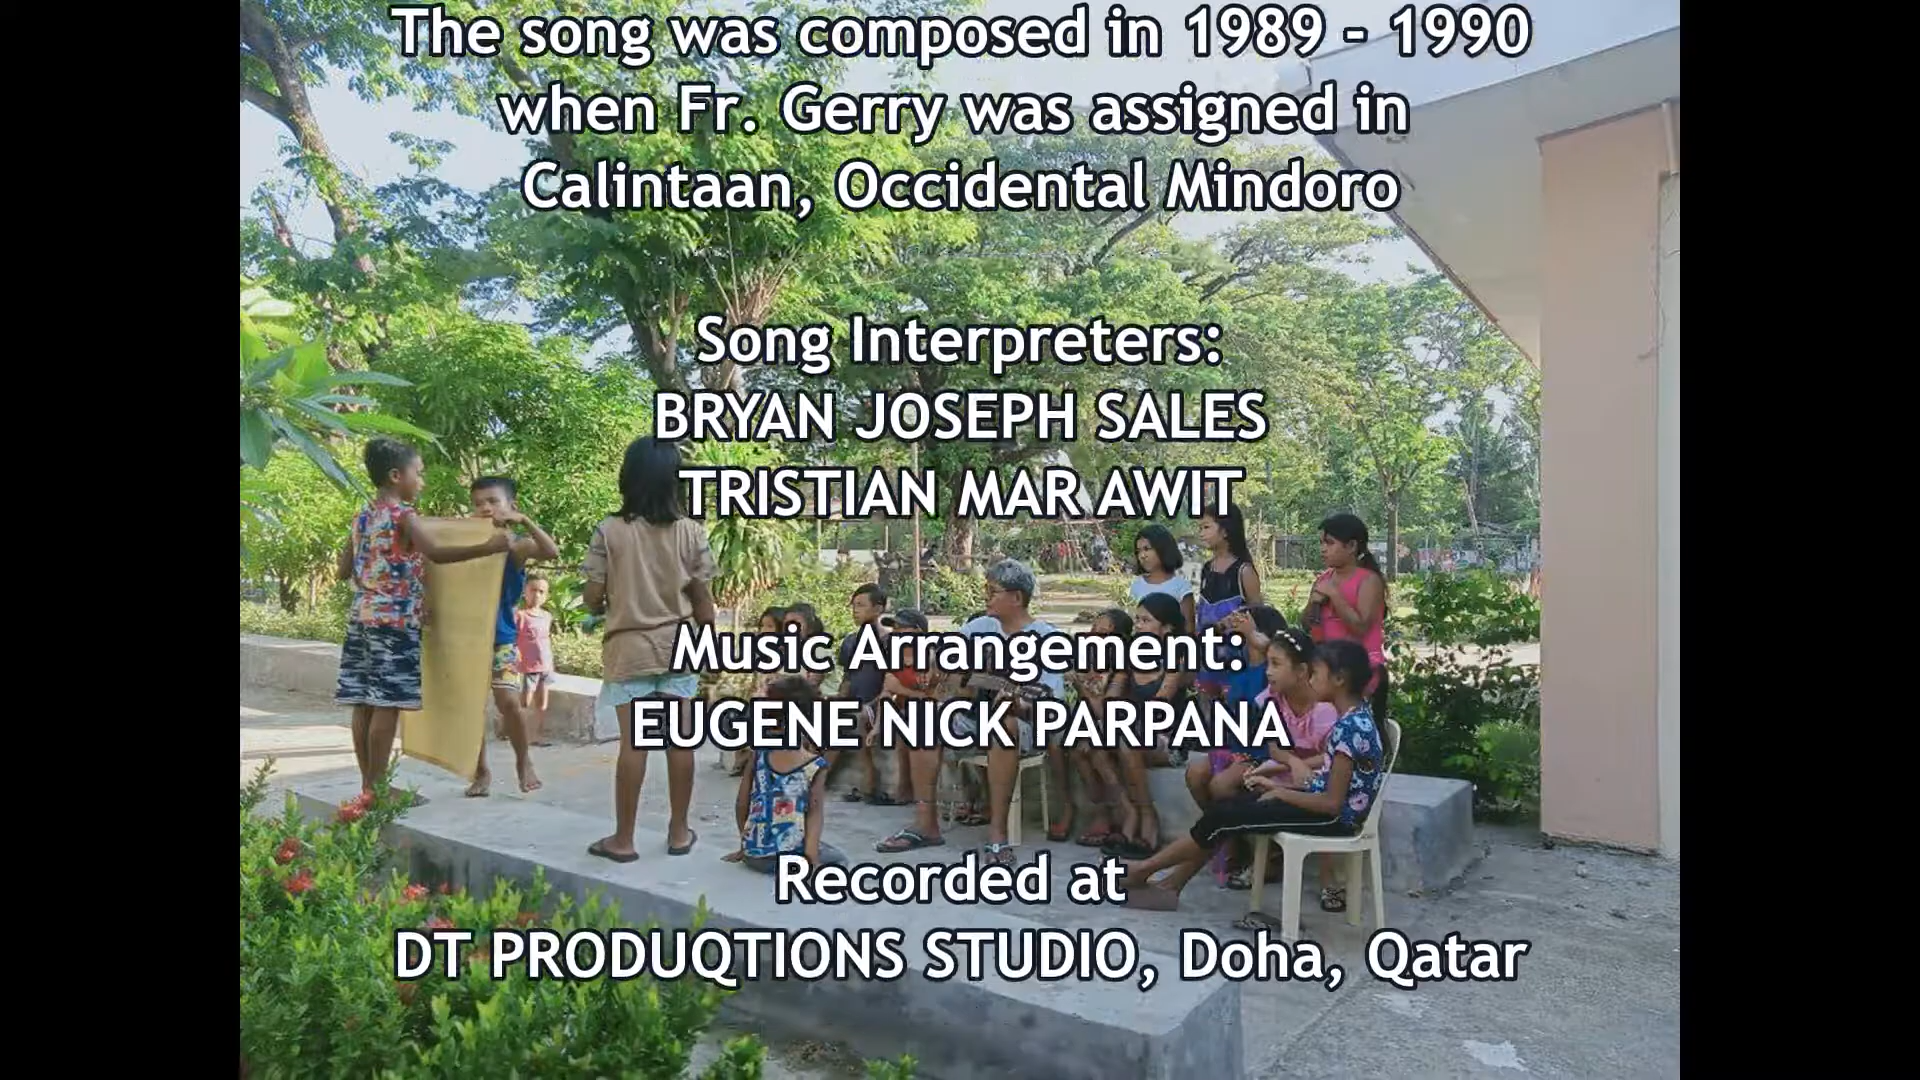 The song was composed in 1989 - 1990
when Fr. Gerry was assigned in
Calintaan, Occidental Mindoro
Song Interpreters:
BRYAN JOSEPH SALES
TRISTIAN MAR AWIT
Music Arrangement:
EUGENE NICK PARPANA
Recorded at
DT PRODUQTIONS STUDIO, Doha, Qatar